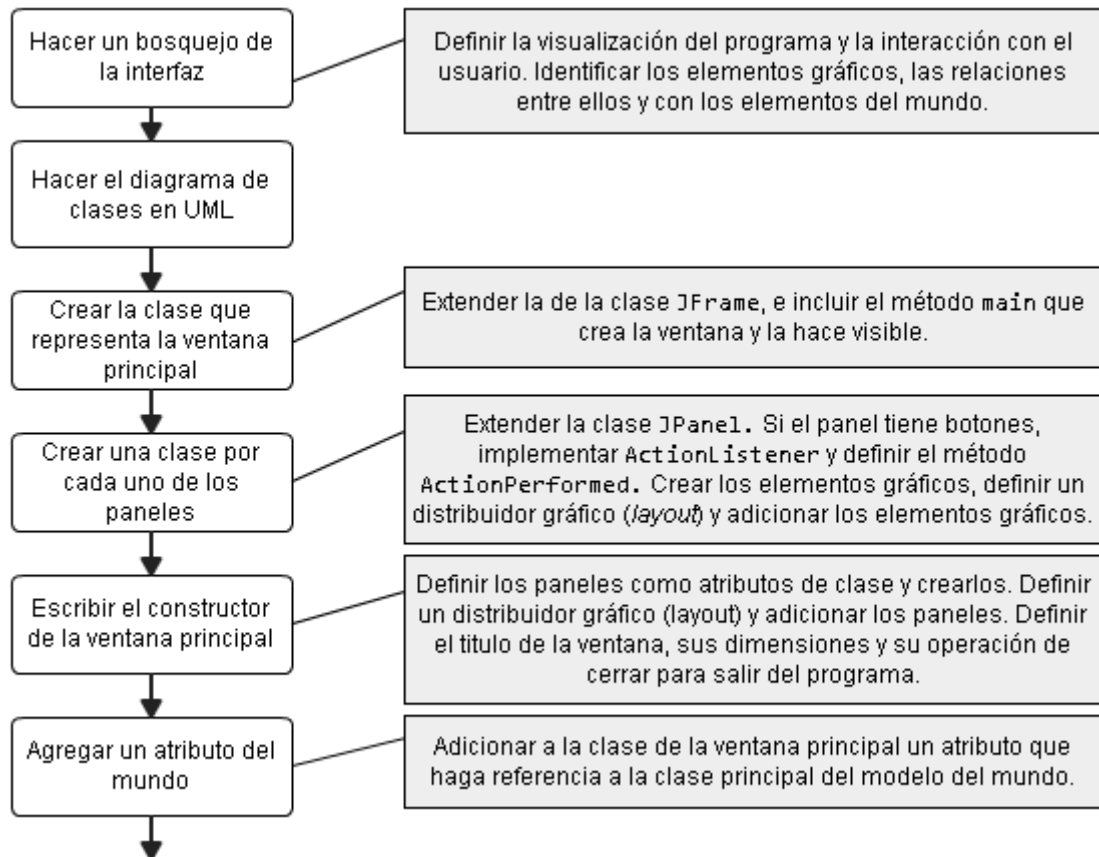 Hacer un bosquejo de
la interfaz
Definir la visualización del programa y la interacción con el
usuario. Identificar los elementos gráficos, las relaciones
entre ellos y con los elementos del mundo.
Hacer el diagrama de
clases en UML
Crear la clase que
representa la ventana
principal
Extender la de la clase JFrame, e incluir el método main que
crea la ventana y la hace visible.
Crear una clase por
cada uno de los
paneles
Extender la clase JPanel. Si el panel tiene botones,
implementar ActionListener y definir el método
ActionPerformed. Crear los elementos gráficos, definir un
distribuidor gráfico (layout) y adicionar los elementos gráficos.
Escribir el constructor
de la ventana principal
Definir los paneles como atributos de clase y crearlos. Definir
un distribuidor gráfico (layout) y adicionar los paneles. Definir
el titulo de la ventana, sus dimensiones y su operación de
cerrar para salir del programa.
Agregar un atributo del
mundo
Adicionar a la clase de la ventana principal un atributo que
haga referencia a la clase principal del modelo del mundo.